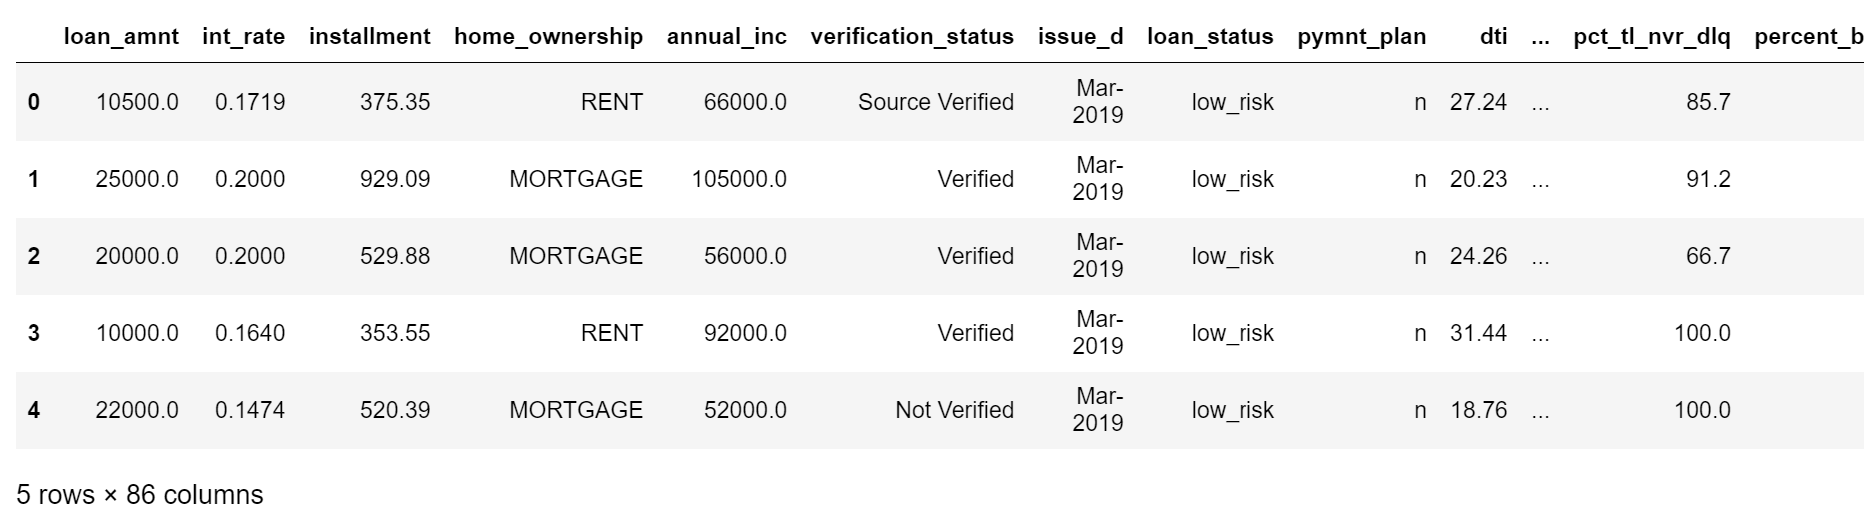 loan_amnt int_rate installment home_ownership annual_inc verification_status issue_d loan_status pymnt_plan dti ... pct_tl_nvr_dlq percent_b
0 10500.0 0.1719 375.35 RENT 66000.0 Source Verified Mar-2019 low_risk n 27.24 ... 85.7
1 25000.0 0.2000 929.09 MORTGAGE 105000.0 Verified Mar-2019 low_risk n 20.23 ... 91.2
2 20000.0 0.2000 529.88 MORTGAGE 56000.0 Verified Mar-2019 low_risk n 24.26 ... 66.7
3 10000.0 0.1640 353.55 RENT 92000.0 Verified Mar-2019 low_risk n 31.44 ... 100.0
4 22000.0 0.1474 520.39 MORTGAGE 52000.0 Not Verified Mar-2019 low_risk n 18.76 ... 100.0
5 rows × 86 columns